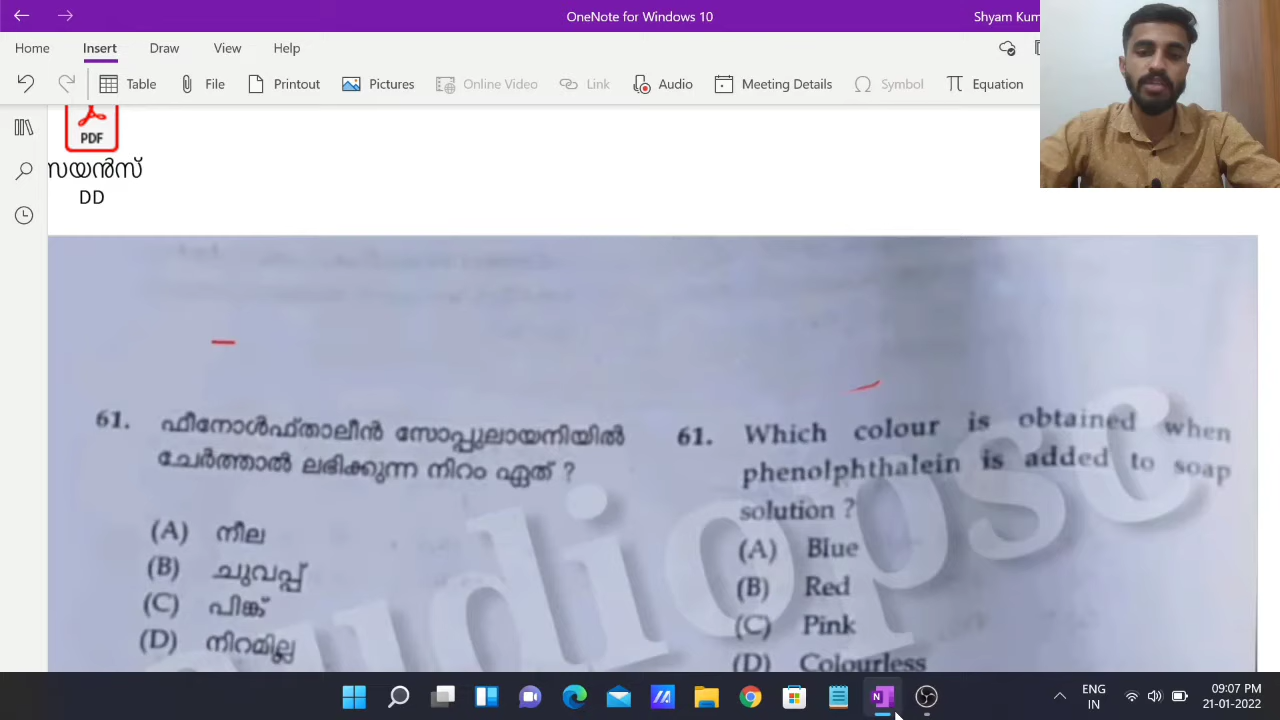 OneNote for Windows 10
Shyam Kum
Home Insert Draw View Help
Table File Printout Pictures Online Video Link Audio Meeting Details Symbol Equation
PDF
സയൻസ്
DD
61. ഫീനോൾഫ്താലീൻ സോപ്പുലായനിയിൽ
ചേർത്താൽ ലഭിക്കുന്ന നിറം ഏത് ?
(A) നീല
(B) ചുവപ്പ്
(C) പിങ്ക്
(D) നിറമില്ല
61. Which colour is obtained when
phenolphthalein is added to soap
solution ?
(A) Blue
(B) Red
(C) Pink
(D) Colourless
ENG
IN
09:07 PM
21-01-2022